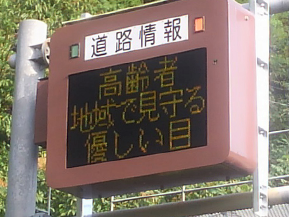 道路情報
高齢者
地域で見守る
優しい目